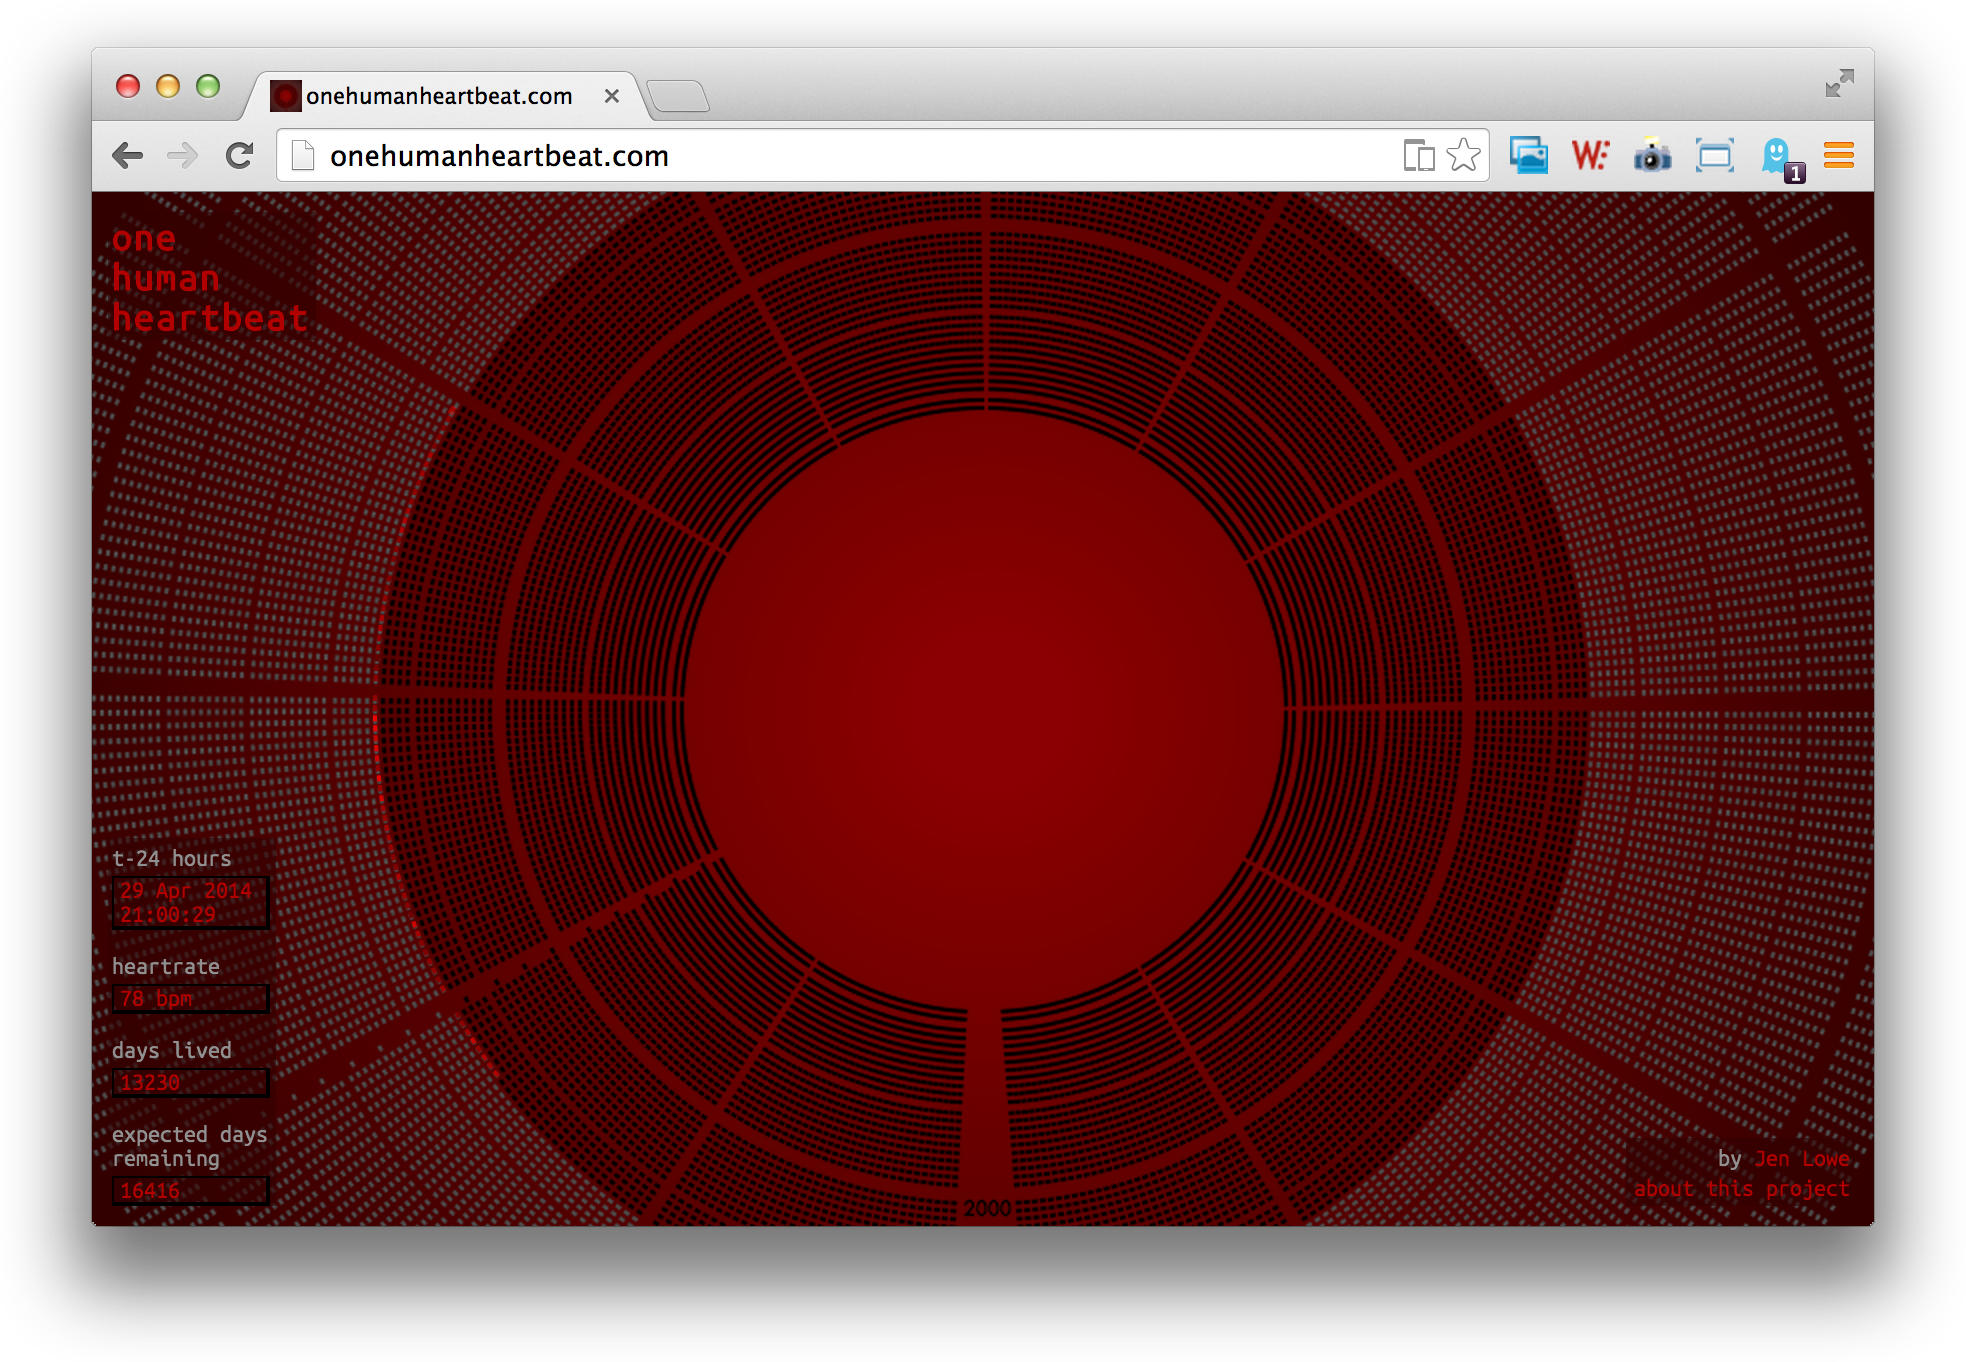 onehumanheartbeat.com
onehumanheartbeat.com
1
one
human
heartbeat
t-24 hours
29 Apr 2014
21:00:29
heartrate
78 bpm
days lived
13230
expected days
remaining
16416
2000
by Jen Lowe
about this project